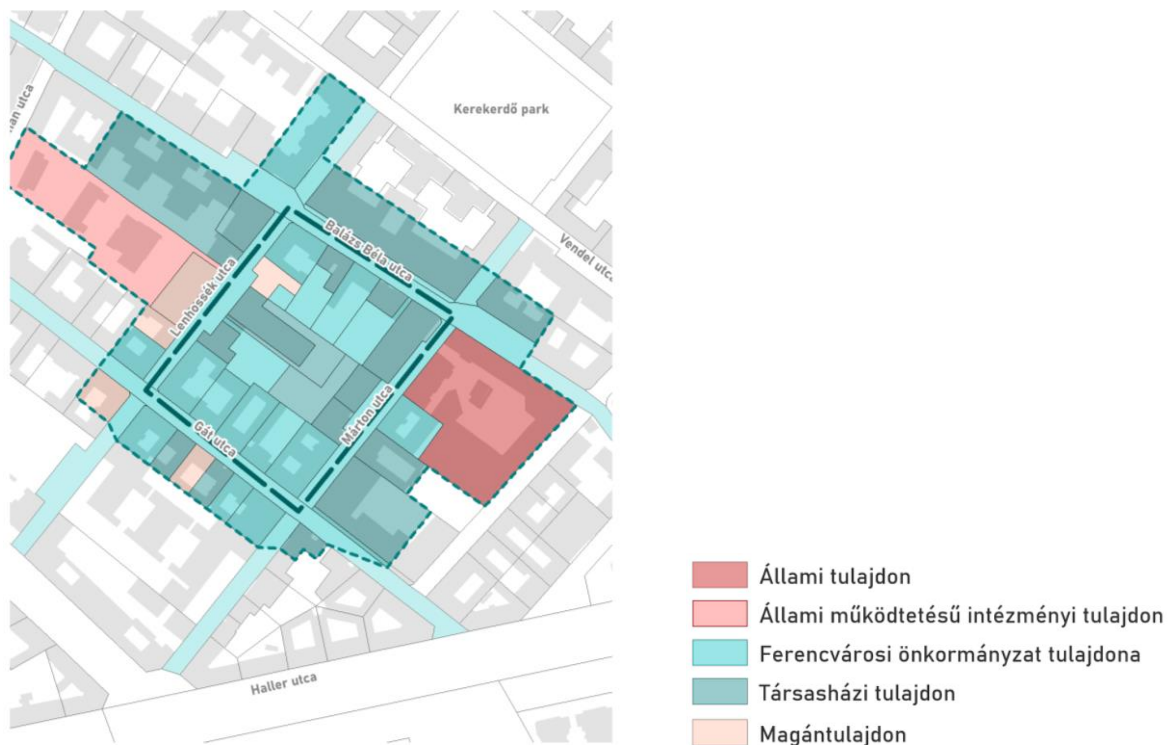 Kerekerdő park
Balázs Béla utca
Vendel utca
Lenhossék utca
Márton utca
Gát utca
Haller utca
Állami tulajdon
Állami működtetésű intézményi tulajdon
Ferencvárosi önkormányzat tulajdona
Társasházi tulajdon
Magántulajdon